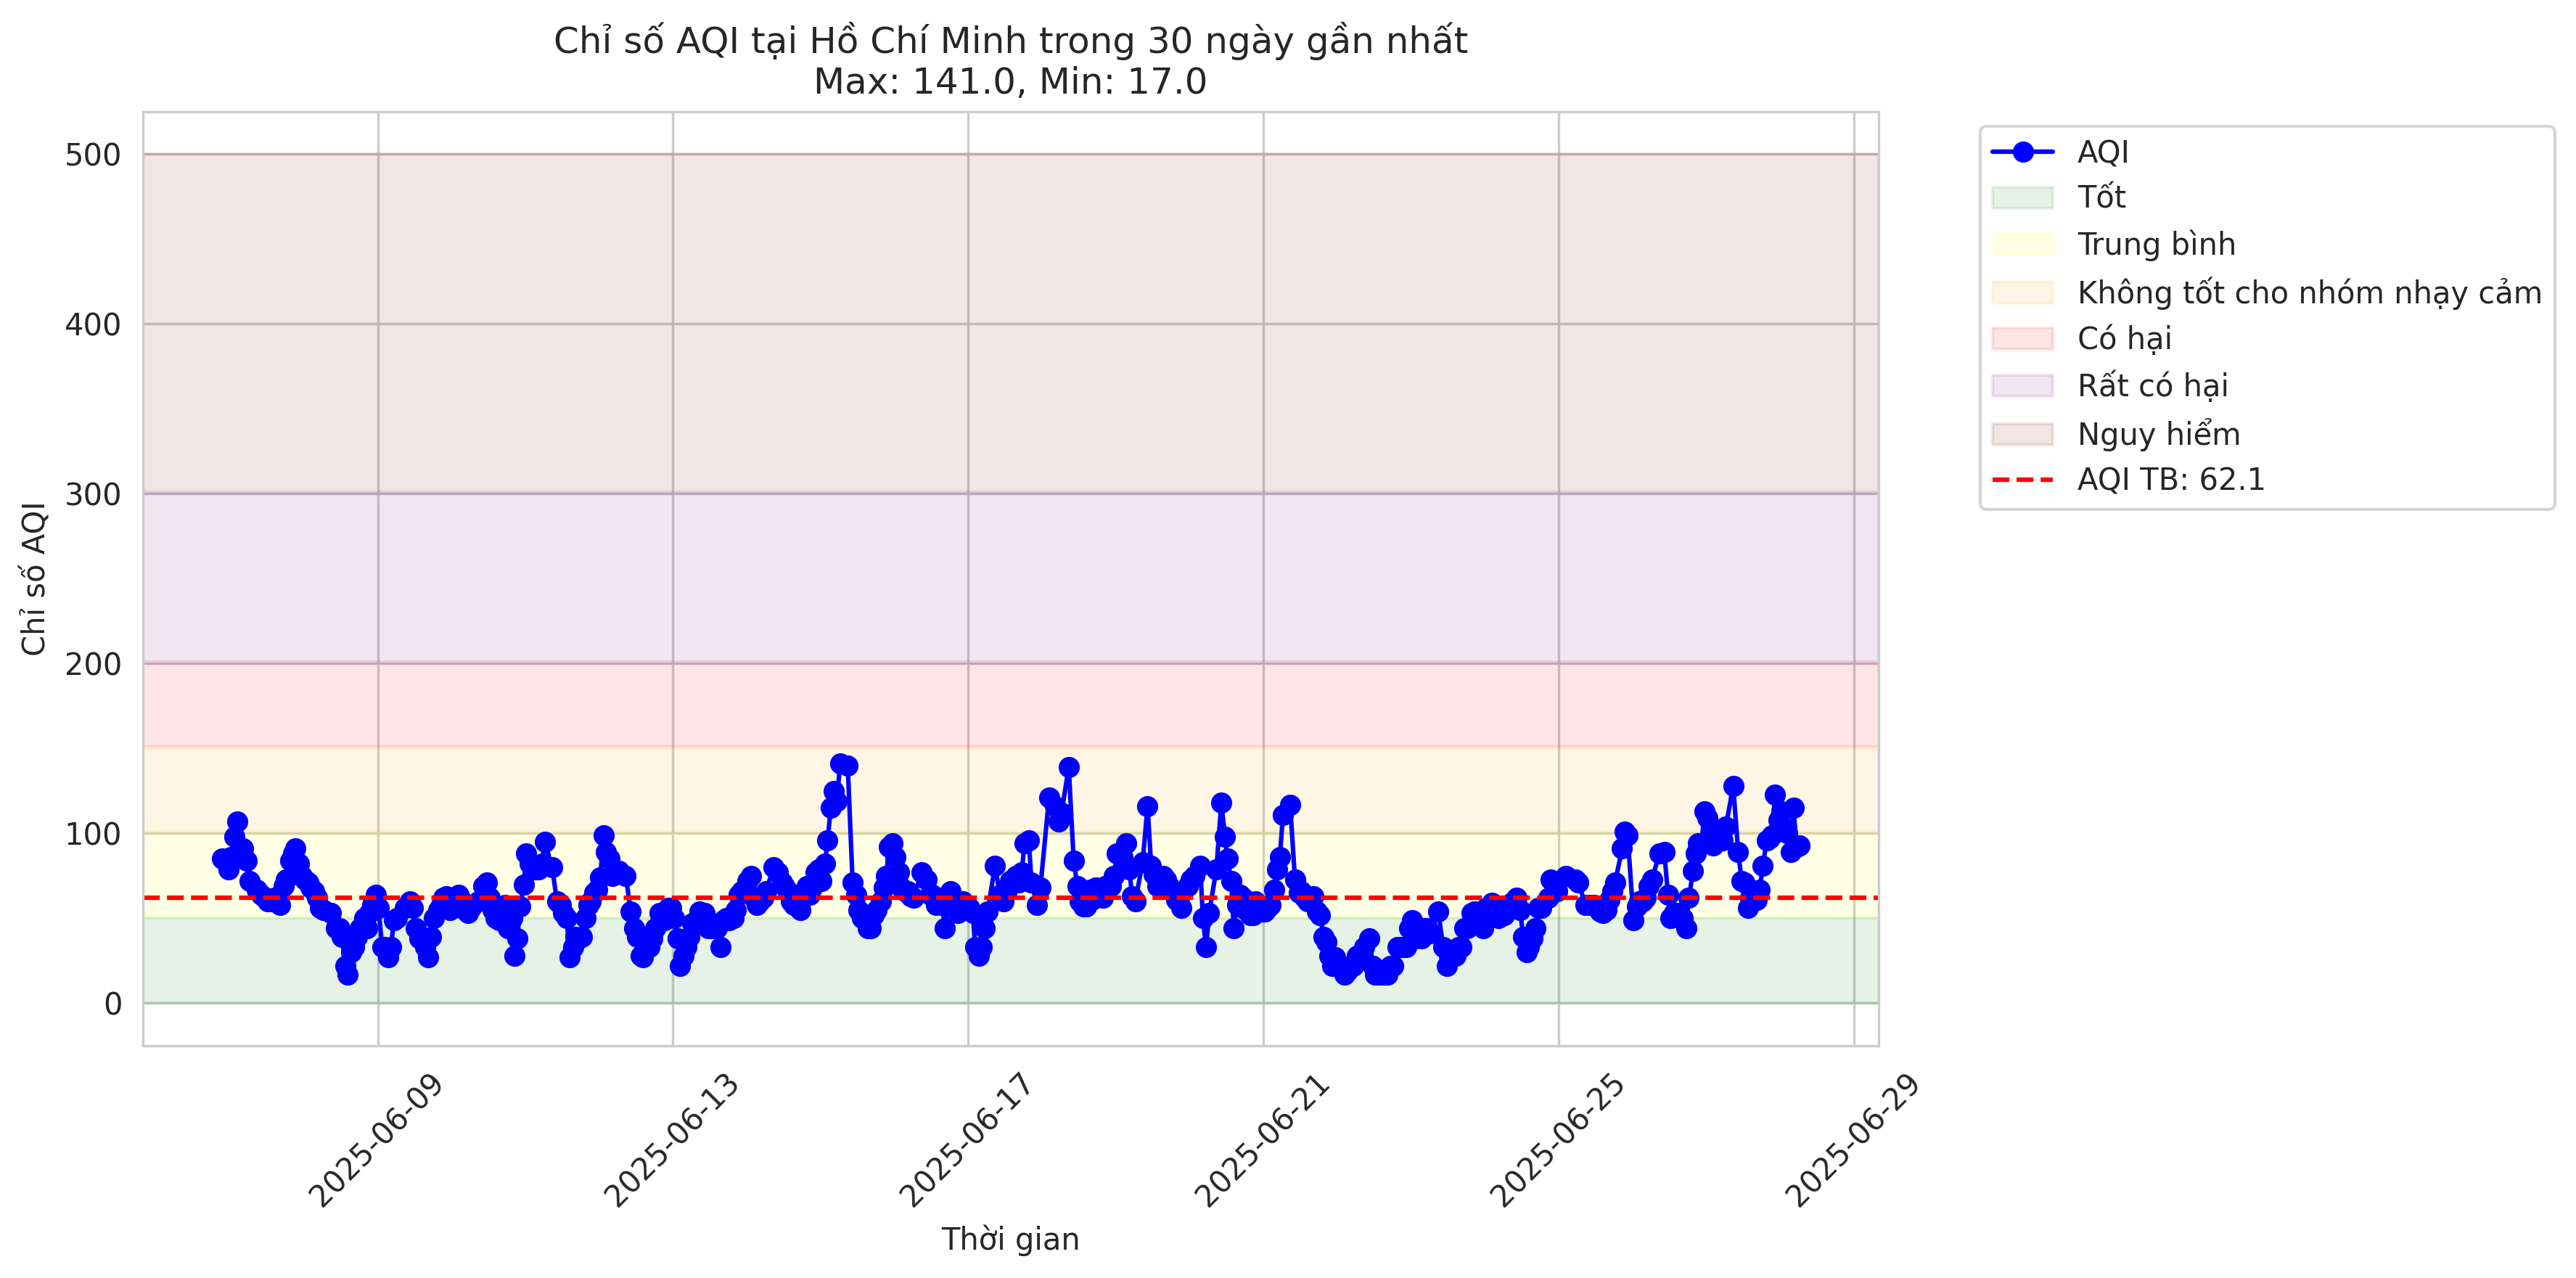 Chỉ số AQI tại Hồ Chí Minh trong 30 ngày gần nhất
Max: 141.0, Min: 17.0
Chỉ số AQI
500
400
300
200
100
0
2025-06-09
2025-06-13
2025-06-17
2025-06-21
2025-06-25
2025-06-29
Thời gian
AQI
Tốt
Trung bình
Không tốt cho nhóm nhạy cảm
Có hại
Rất có hại
Nguy hiểm
AQI TB: 62.1